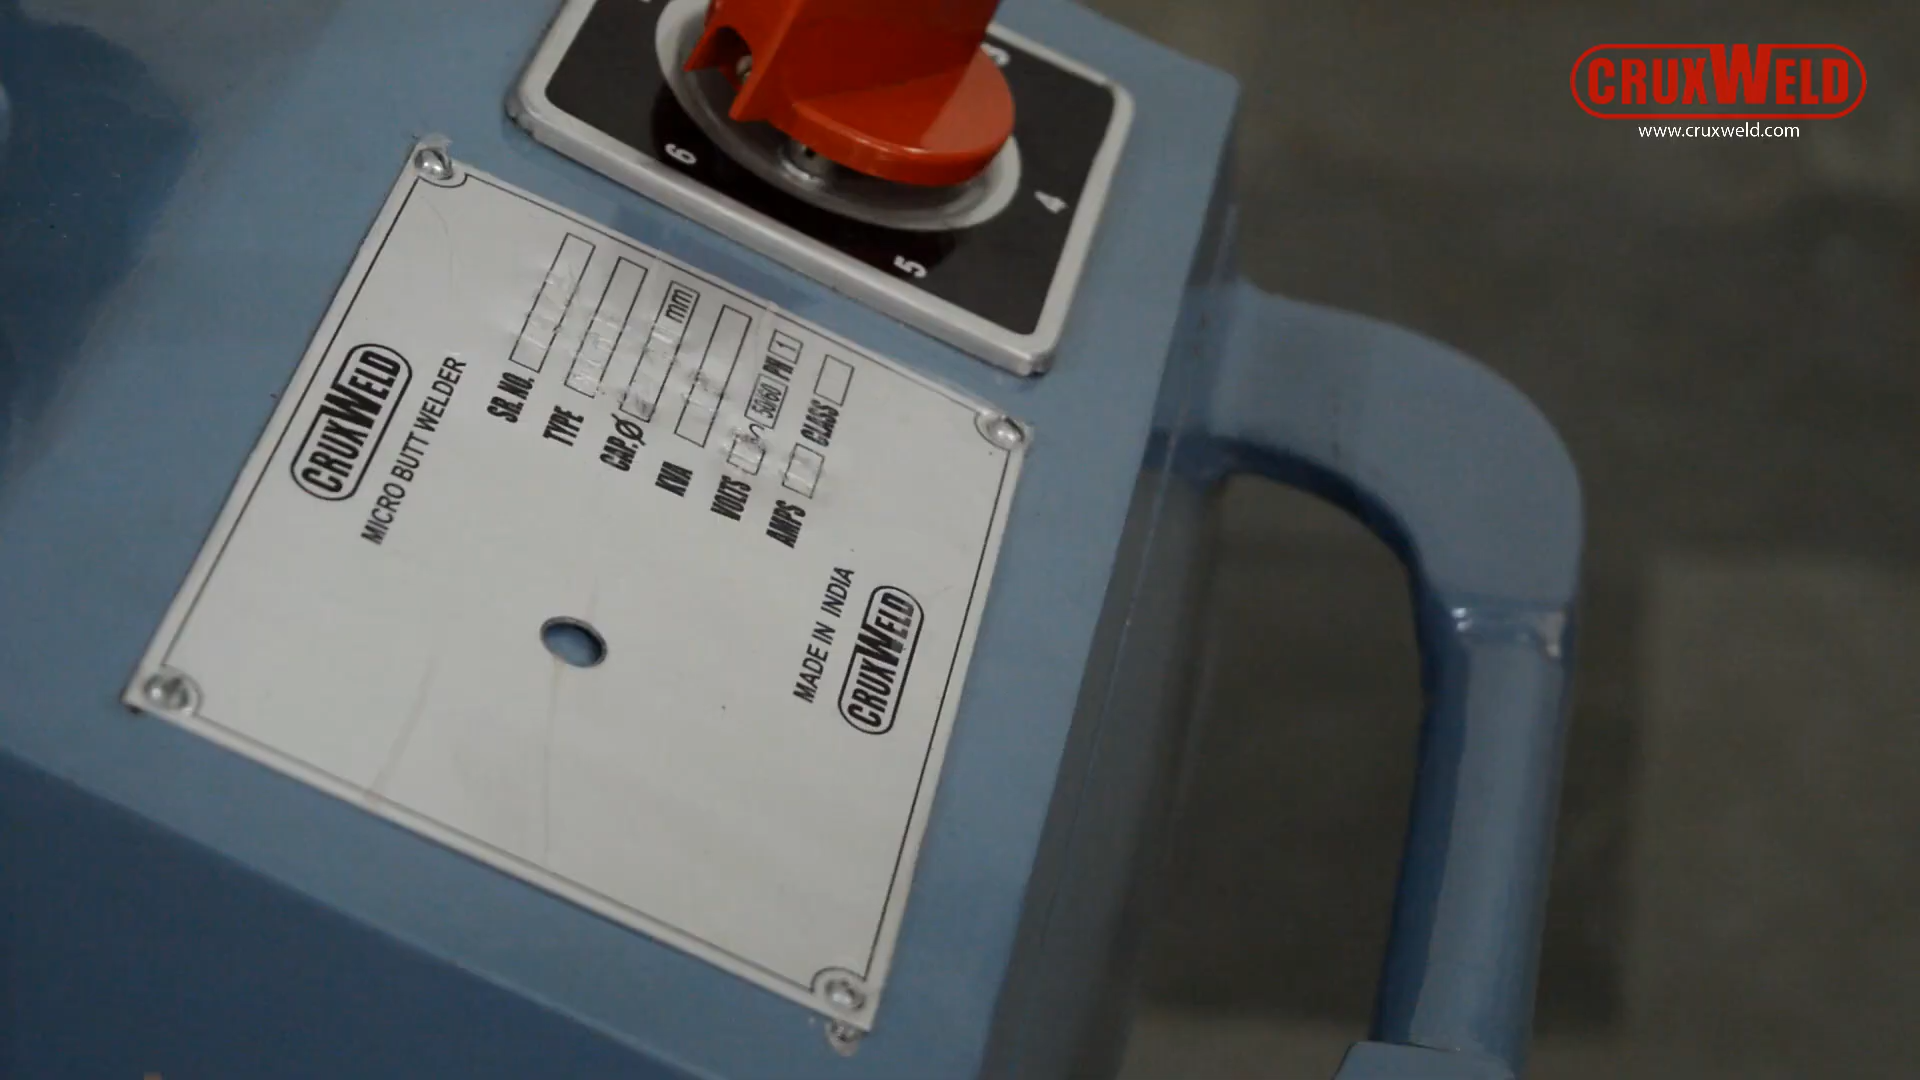 CRUXWELD
www.cruxweld.com
6
5
4
CRUXWELD
MICRO BUTT WELDER
SR. NO.
TYPE
CAP. Ø mm
KVA
VOLTS 50/60 PH 1
AMPS CLASS
MADE IN INDIA
CRUXWELD